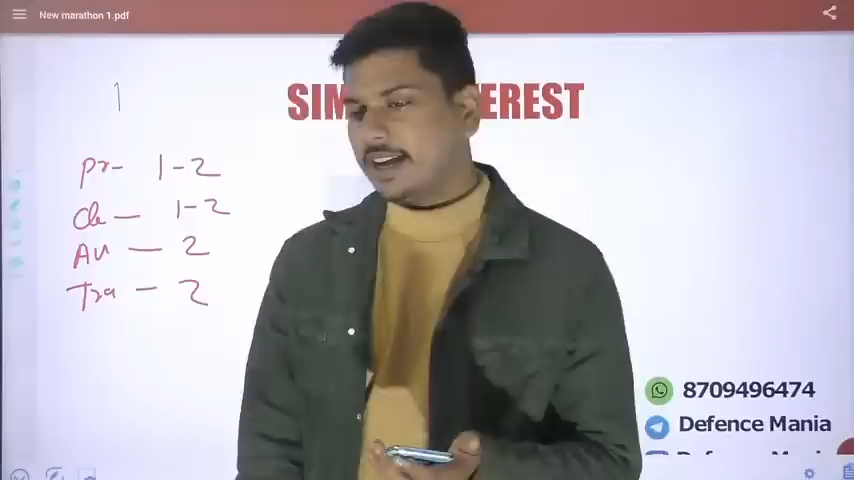 New marathon 1.pdf
SIM EREST
1
Pr- 1-2
Ch — 1-2
Au — 2
Tra - 2
8709496474
Defence Mania